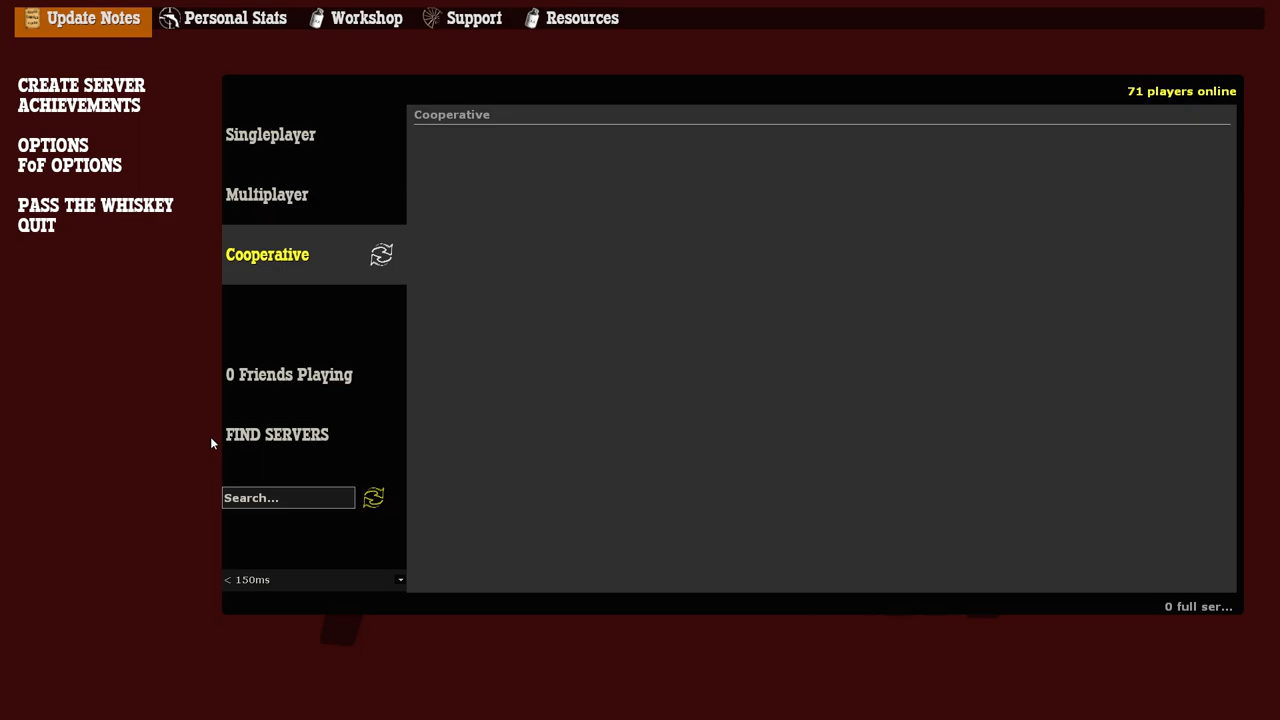 Update Notes Personal Stats Workshop Support Resources
CREATE SERVER
ACHIEVEMENTS
OPTIONS
FoF OPTIONS
PASS THE WHISKEY
QUIT
71 players online
Singleplayer
Multiplayer
Cooperative
0 Friends Playing
FIND SERVERS
Search...
< 150ms
Cooperative
0 full ser...